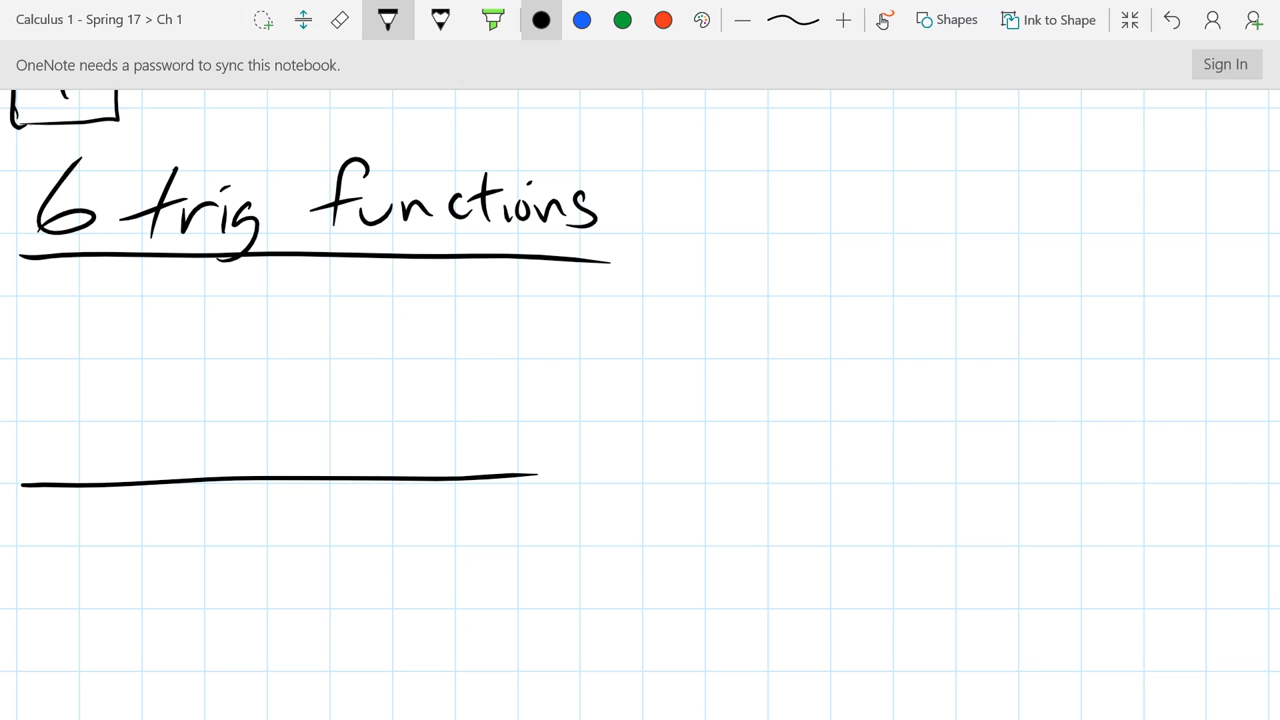 Calculus 1 - Spring 17 > Ch 1
Shapes
Ink to Shape
OneNote needs a password to sync this notebook.
Sign In
6 trig functions